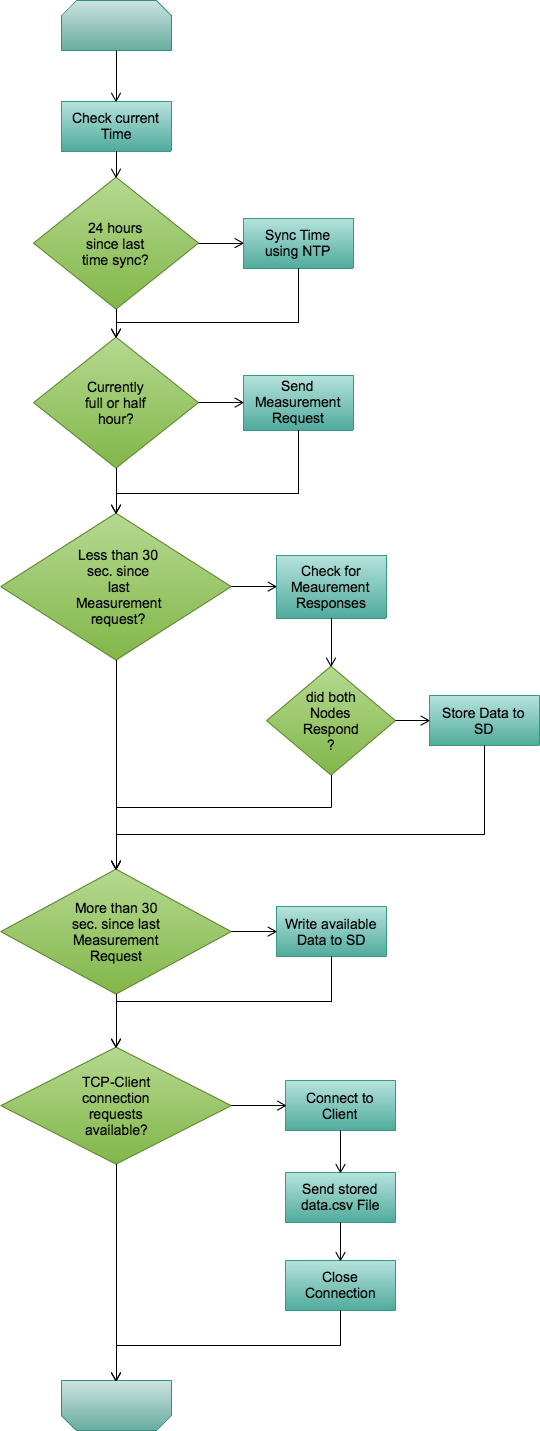 Check current
Time
24 hours
since last
time sync?
Sync Time
using NTP
Currently
full or half
hour?
Send
Measurement
Request
Less than 30
sec. since
last
Measurement
request?
Check for
Meaurement
Responses
did both
Nodes
Respond
?
Store Data to
SD
More than 30
sec. since last
Measurement
Request
Write available
Data to SD
TCP-Client
connection
requests
available?
Connect to
Client
Send stored
data.csv File
Close
Connection